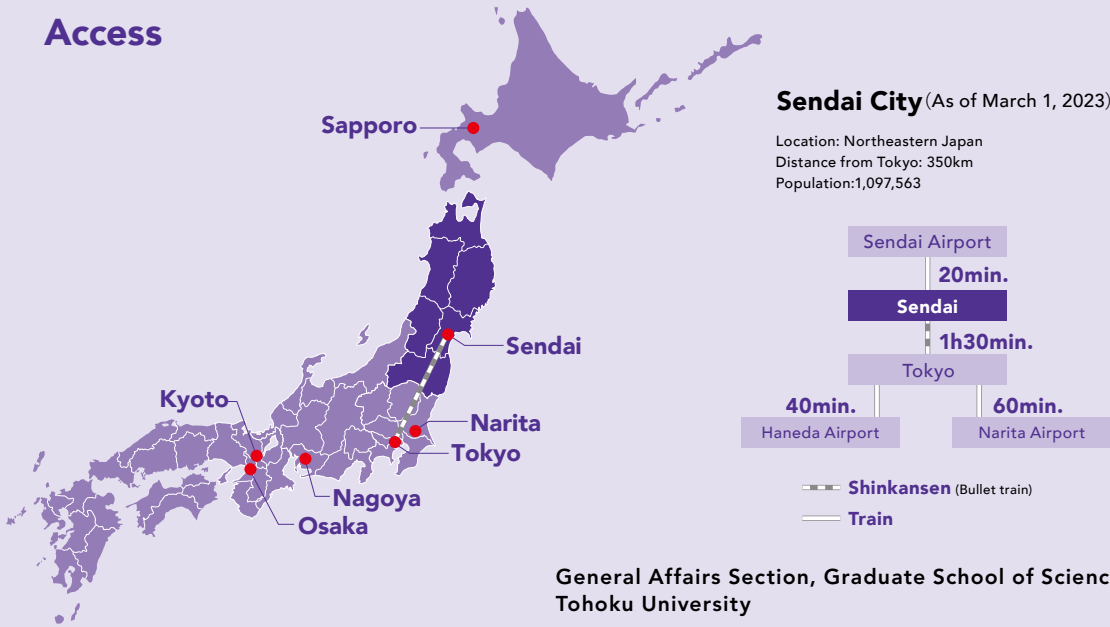 Access
Sapporo
Sendai
Kyoto
Narita
Tokyo
Nagoya
Osaka
Sendai City (As of March 1, 2023)
Location: Northeastern Japan
Distance from Tokyo: 350km
Population:1,097,563
Sendai Airport
20min.
Sendai
1h30min.
Tokyo
40min.
60min.
Haneda Airport
Narita Airport
Shinkansen (Bullet train)
Train
General Affairs Section, Graduate School of Scienc
Tohoku University